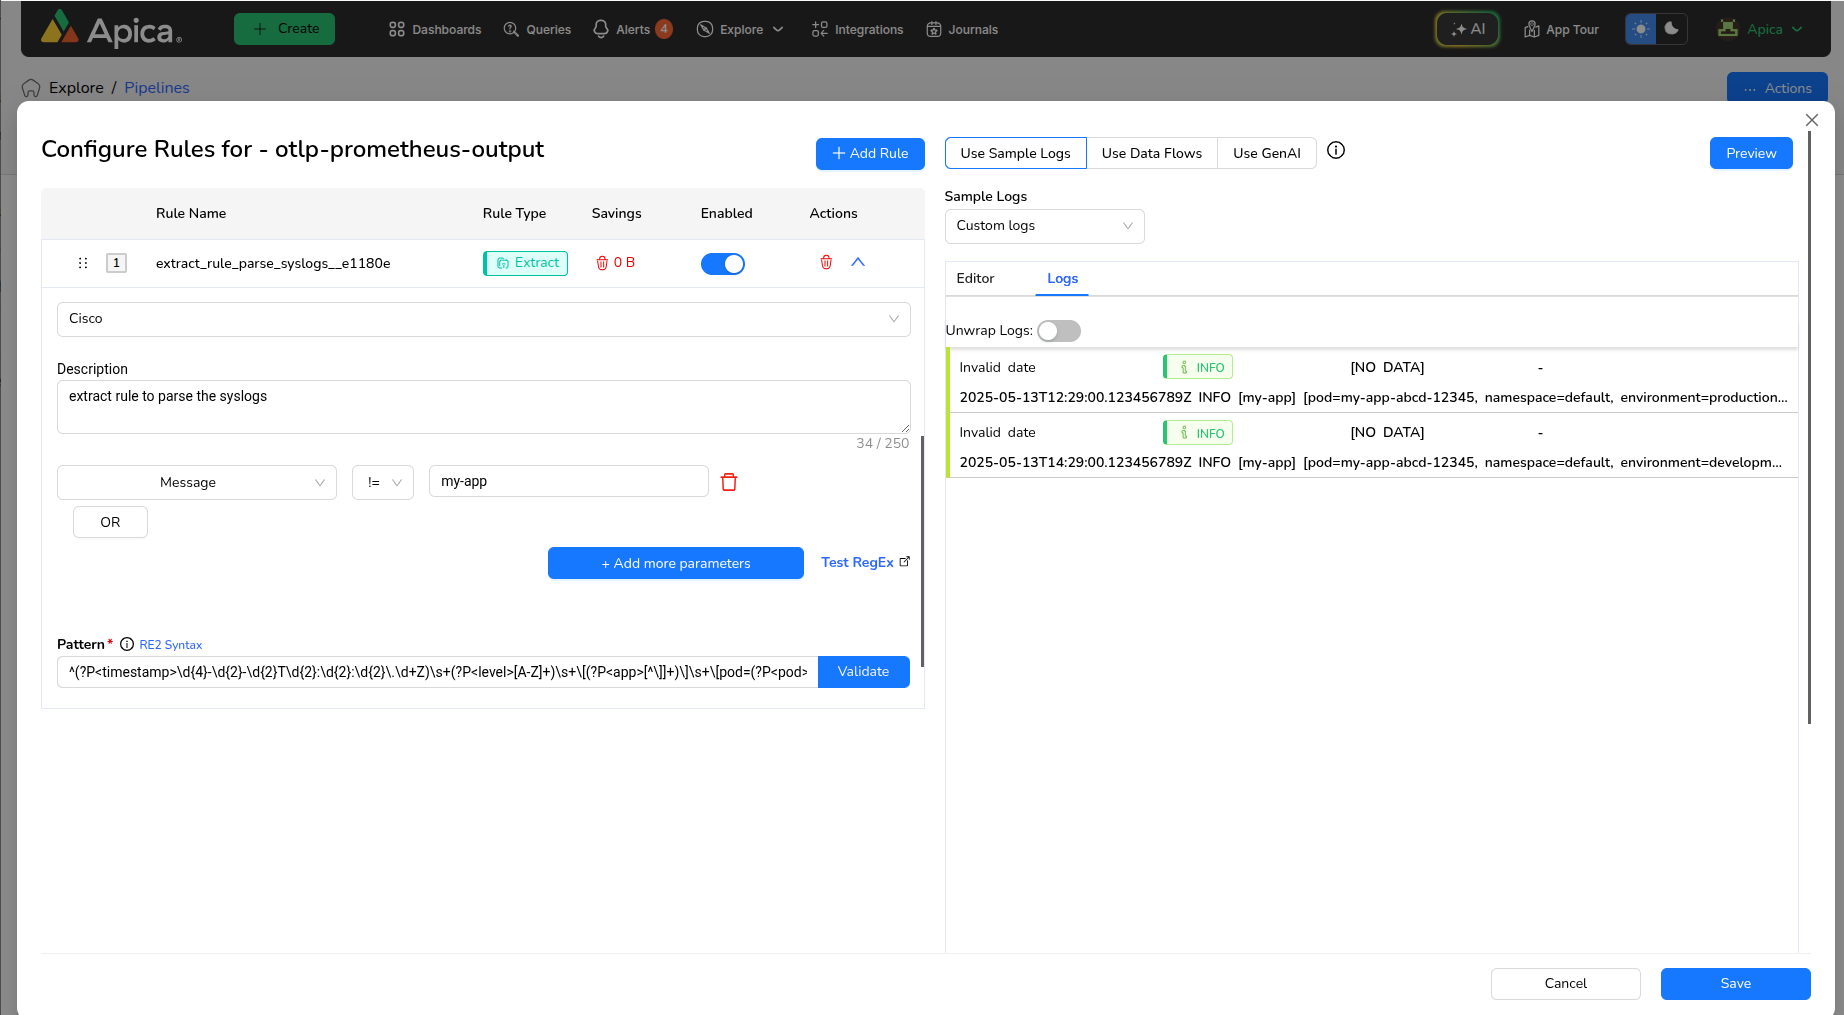 Apica
Create
Dashboards
Queries
Alerts 4
Explore
Integrations
Journals
AI
App Tour
Apica
Explore / Pipelines
··· Actions
Configure Rules for - otlp-prometheus-output
+ Add Rule
Use Sample Logs
Use Data Flows
Use GenAI
Preview
Rule Name
Rule Type
Savings
Enabled
Actions
1
extract_rule_parse_syslogs__e1180e
Extract
0 B
Cisco
Description
extract rule to parse the syslogs
34 / 250
Message
!=
my-app
OR
+ Add more parameters
Test RegEx
Pattern * RE2 Syntax
^(?P<timestamp>\d{4}-\d{2}-\d{2}T\d{2}:\d{2}:\d{2}\.\d+Z)\s+(?P<level>[A-Z]+)\s+\[(?P<app>[^\]]+)\]\s+\[pod=(?P<pod>
Validate
Sample Logs
Custom logs
Editor
Logs
Unwrap Logs:
Invalid date INFO [NO DATA] -
2025-05-13T12:29:00.123456789Z INFO [my-app] [pod=my-app-abcd-12345, namespace=default, environment=production...
Invalid date INFO [NO DATA] -
2025-05-13T14:29:00.123456789Z INFO [my-app] [pod=my-app-abcd-12345, namespace=default, environment=developm...
Cancel
Save